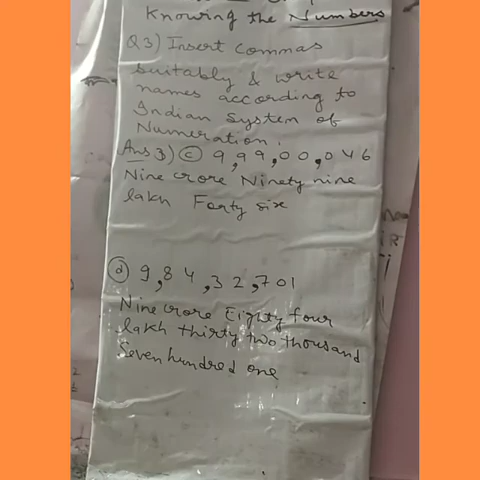 Knowing the Numbers
Q3) Insert Commas
suitably & write
names according to
Indian System of
Numeration.
Ans 3) c 9,99,00,046
Nine crore Ninety nine
lakh Forty six
d 9,84,32,701
Nine crore Eighty four
lakh thirty two thousand
Seven hundred one